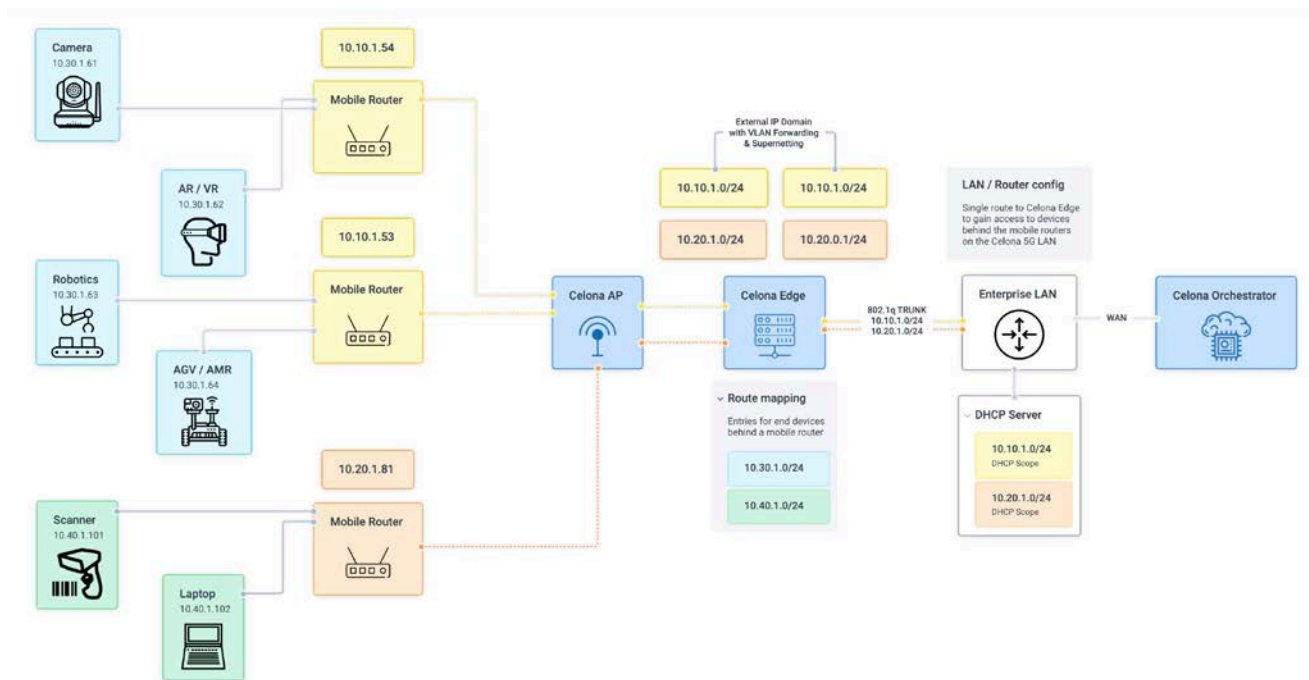 Camera
10.30.1.61
10.10.1.54
Mobile Router
AR / VR
10.30.1.62
10.10.1.53
Robotics
10.30.1.63
Mobile Router
AGV / AMR
10.30.1.64
10.20.1.81
Scanner
10.40.1.101
Mobile Router
Laptop
10.40.1.102
External IP Domain
with VLAN Forwarding
& Supernetting
10.10.1.0/24
10.10.1.0/24
10.20.1.0/24
10.20.0.1/24
LAN / Router config
Single route to Celona Edge
to gain access to devices
behind the mobile routers
on the Celona 5G LAN
Celona AP
Celona Edge
802.1q TRUNK
10.10.1.0/24
10.20.1.0/24
Enterprise LAN
WAN
Celona Orchestrator
Route mapping
Entries for end devices
behind a mobile router
10.30.1.0/24
10.40.1.0/24
DHCP Server
10.10.1.0/24
DHCP Scope
10.20.1.0/24
DHCP Scope